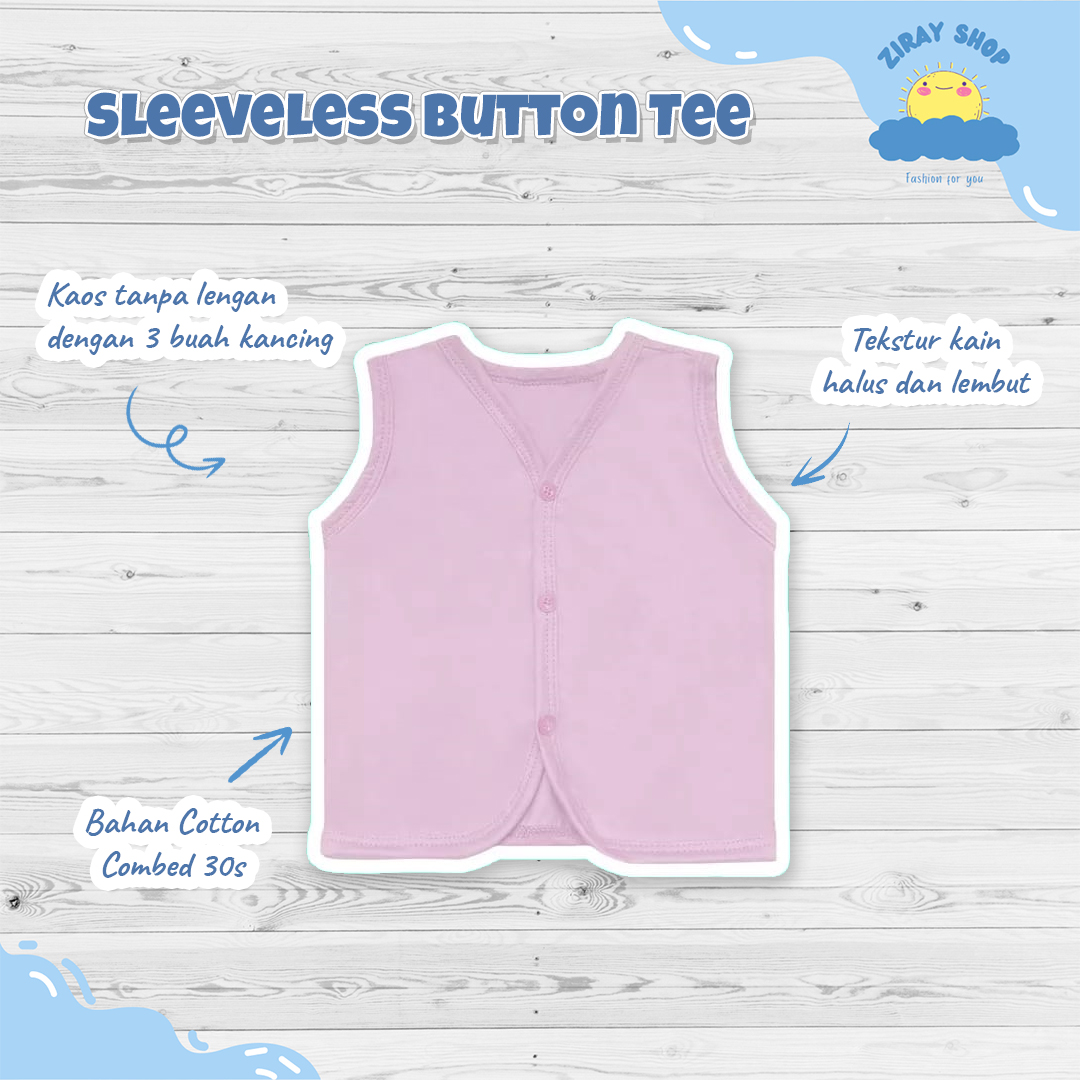 ZIRAY SHOP
Fashion for you
SLEEVELESS BUTTON TEE
Kaos tanpa lengan
dengan 3 buah kancing
Tekstur kain
halus dan lembut
Bahan Cotton
Combed 30s